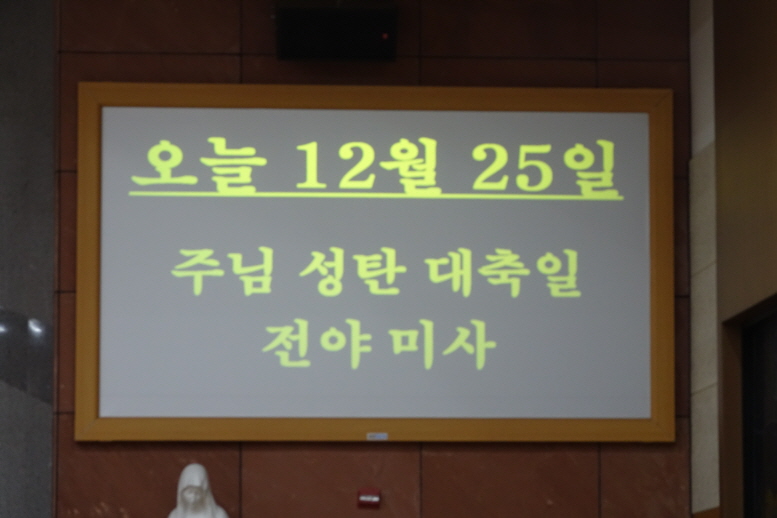 오늘 12월 25일
주님 성탄 대축일
전야 미사